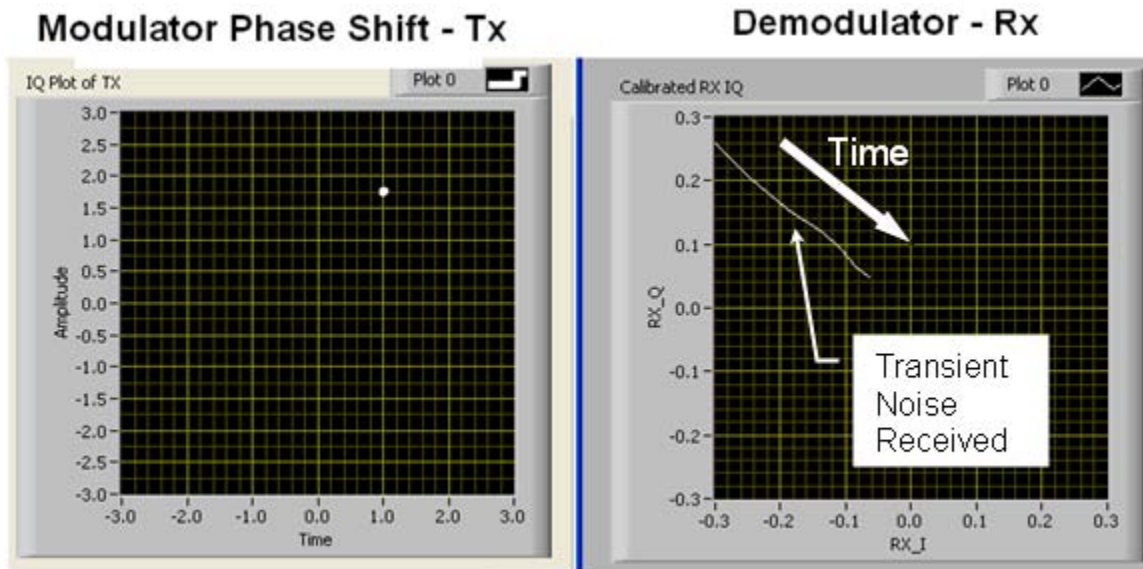 Modulator Phase Shift - Tx
Demodulator - Rx
IQ Plot of TX
Plot 0
3.0
2.5
2.0
1.5
1.0
0.5
0.0
-0.5
-1.0
-1.5
-2.0
-2.5
-3.0
Amplitude
-3.0 -2.0 -1.0 0.0 1.0 2.0 3.0
Time
Calibrated RX IQ
Plot 0
0.3
0.2
0.1
0.0
-0.1
-0.2
-0.3
RX_Q
Time
Transient
Noise
Received
-0.3 -0.2 -0.1 0.0 0.1 0.2 0.3
RX_I